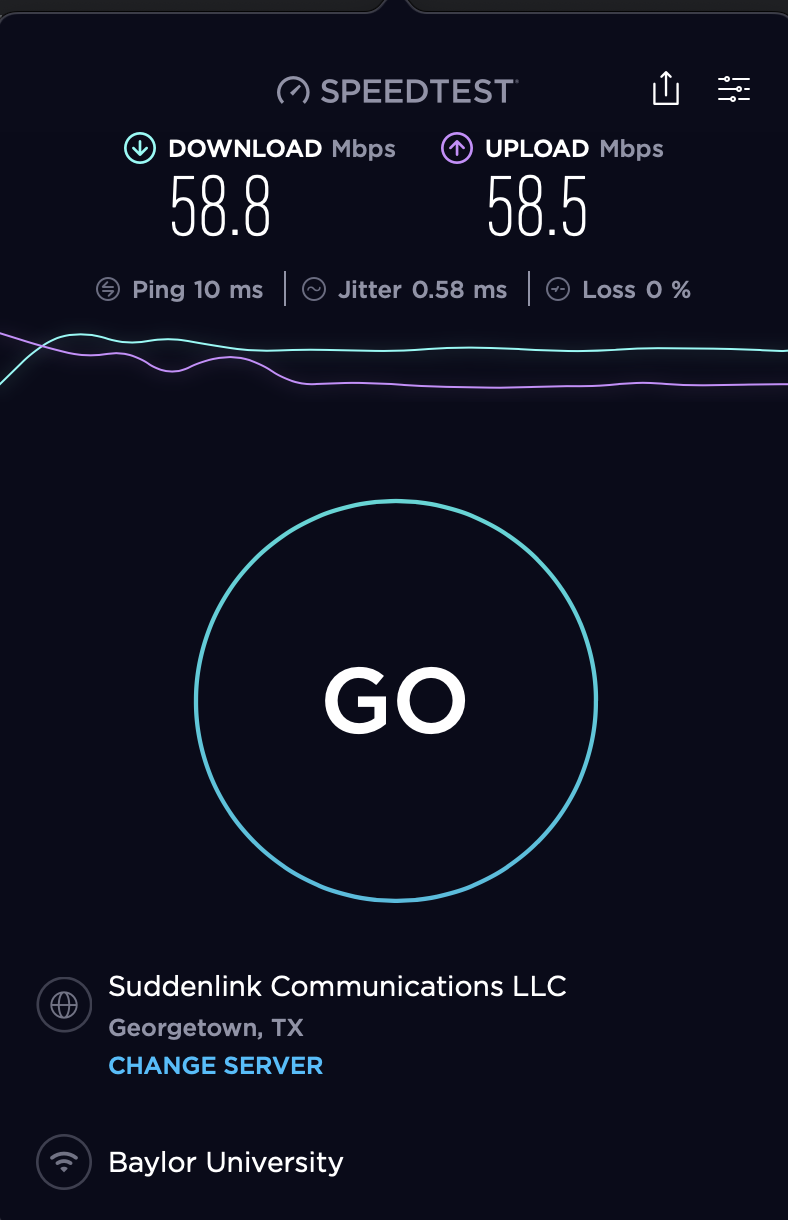 SPEEDTEST
DOWNLOAD Mbps
58.8
UPLOAD Mbps
58.5
Ping 10 ms
Jitter 0.58 ms
Loss 0 %
GO
Suddenlink Communications LLC
Georgetown, TX
CHANGE SERVER
Baylor University